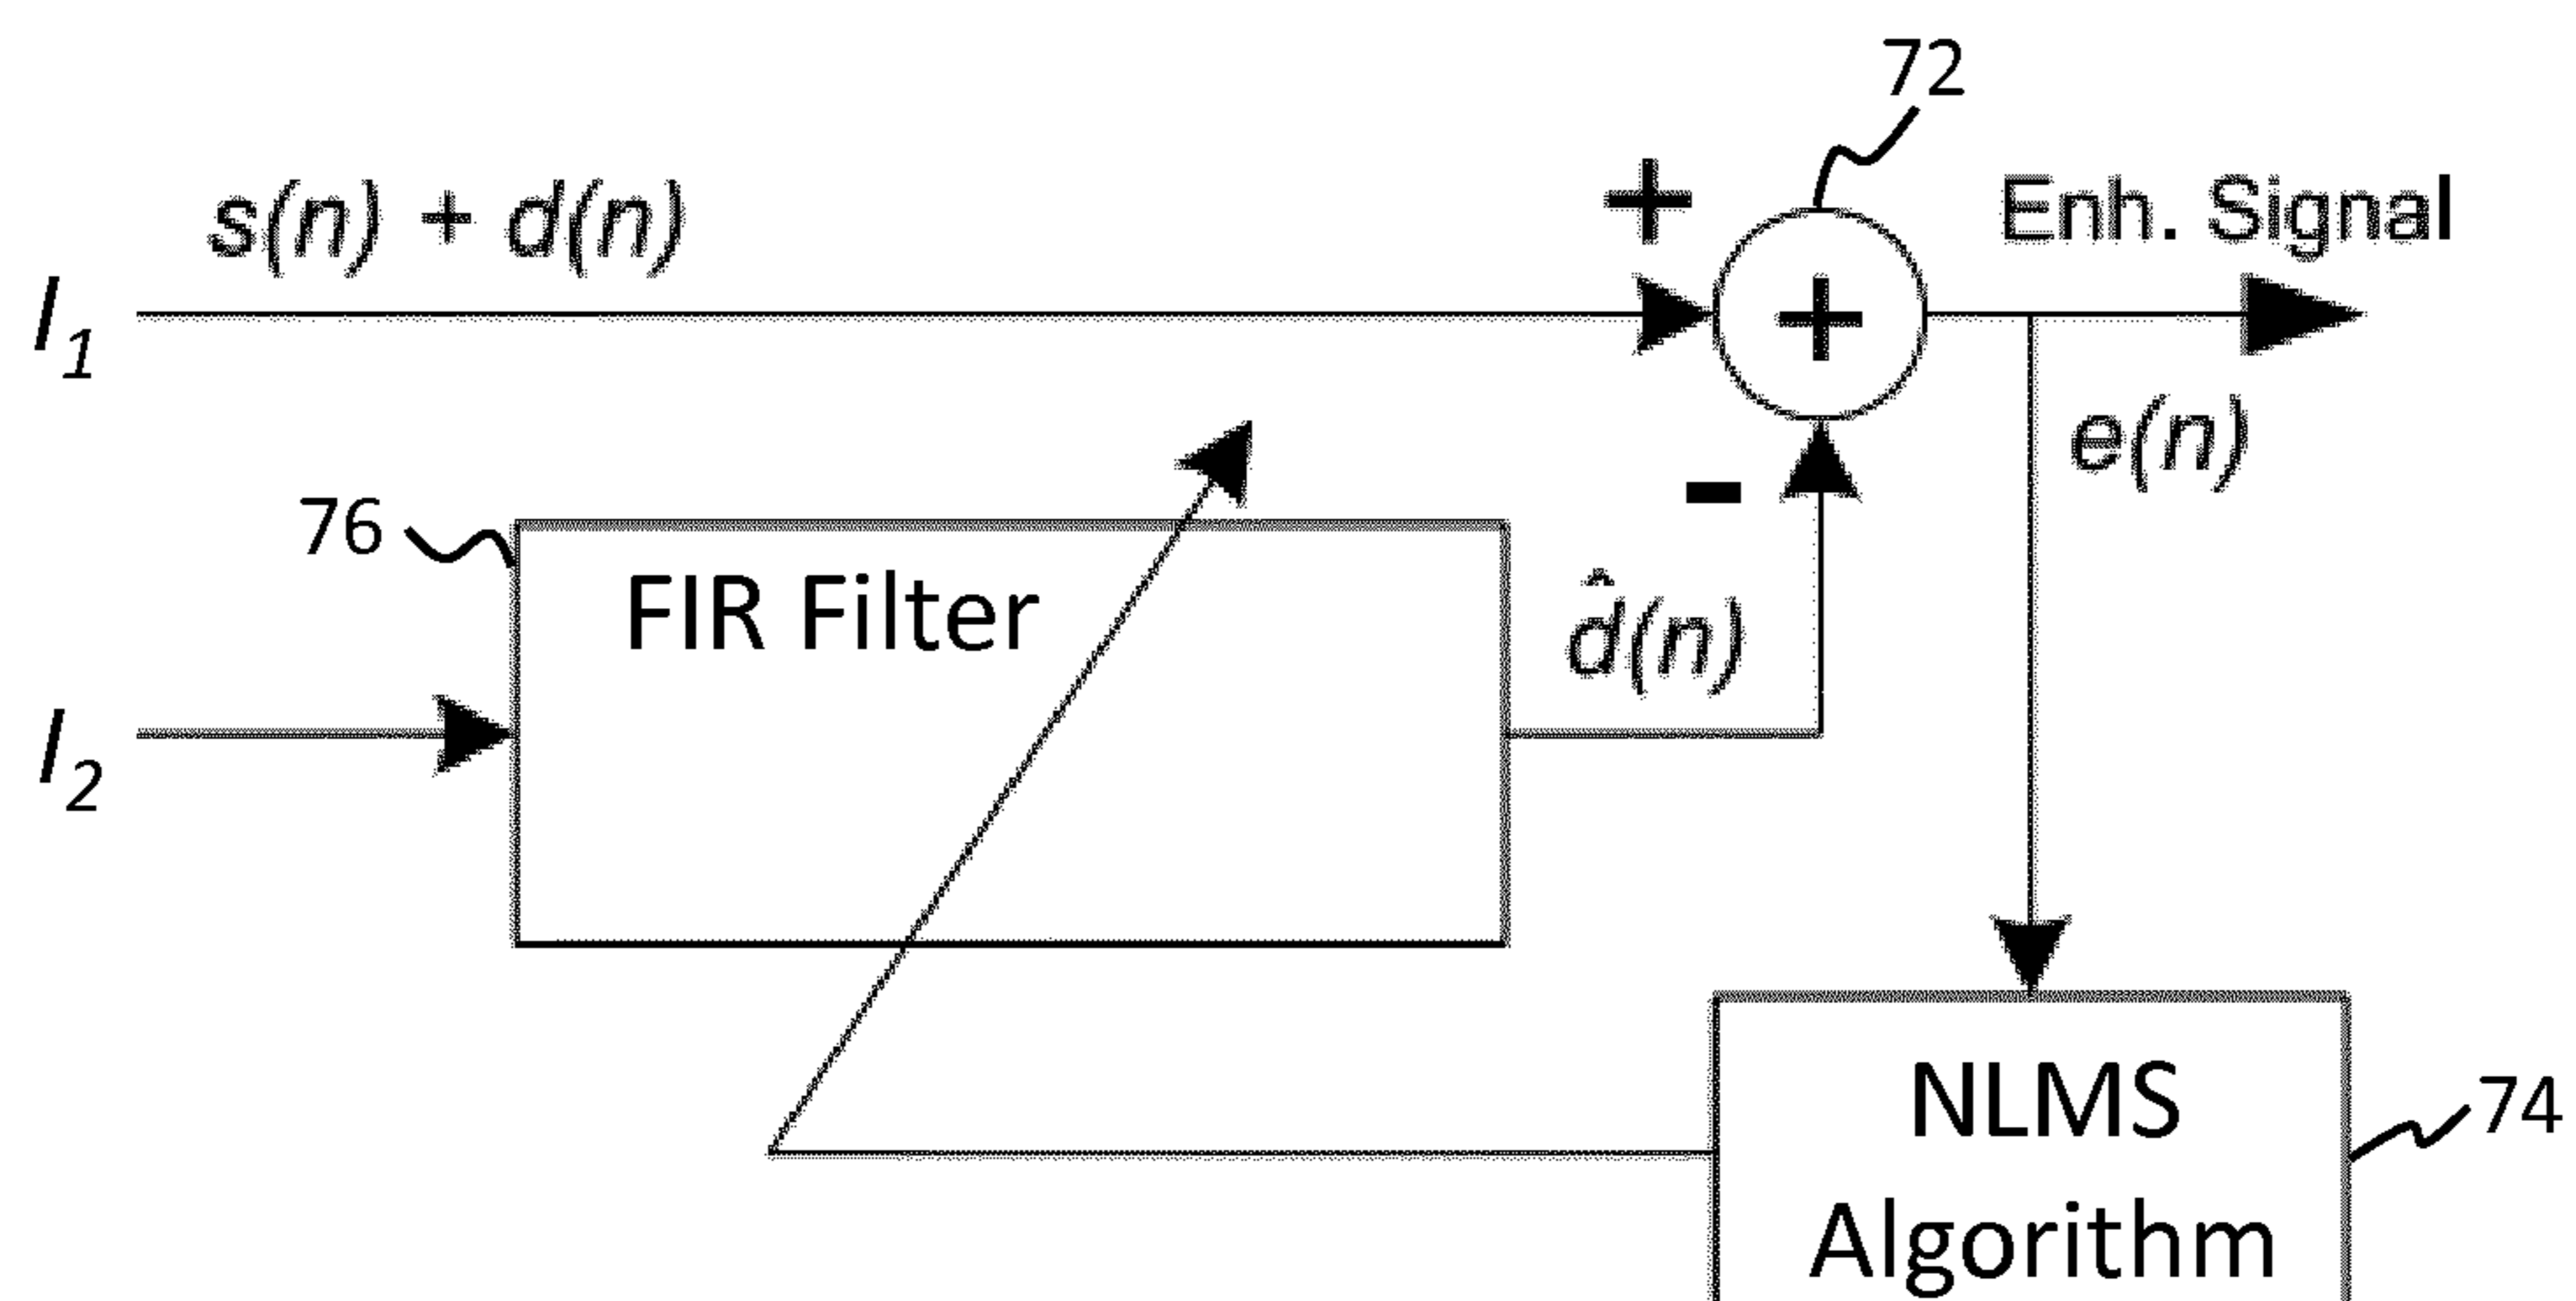 72
+
Enh. Signal
s(n) + d(n)
I1
+
e(n)
-
76
FIR Filter
d̂(n)
I2
NLMS
Algorithm
74